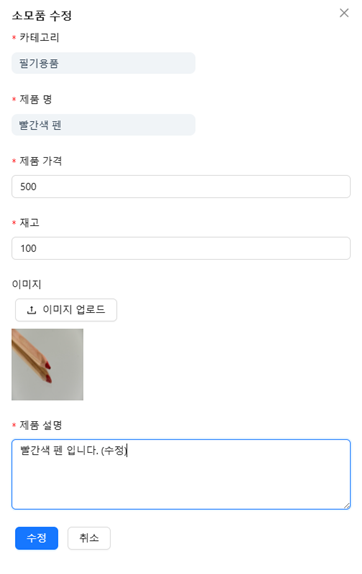 소모품 수정
* 카테고리
필기용품
* 제품 명
빨간색 펜
* 제품 가격
500
* 재고
100
이미지
이미지 업로드
* 제품 설명
빨간색 펜 입니다. (수정)
수정 취소